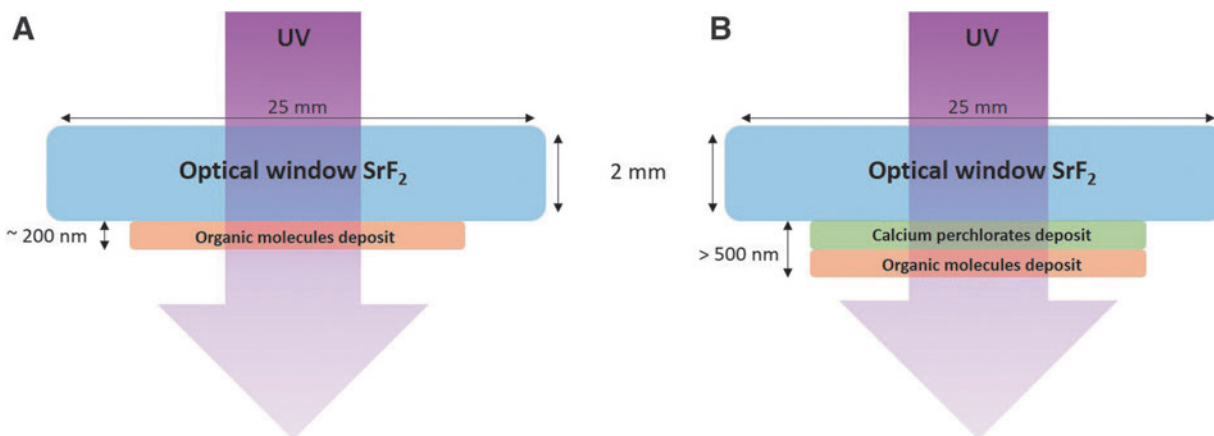 A
UV
25 mm
Optical window SrF₂
~ 200 nm
Organic molecules deposit
2 mm
B
UV
25 mm
Optical window SrF₂
> 500 nm
Calcium perchlorates deposit
Organic molecules deposit